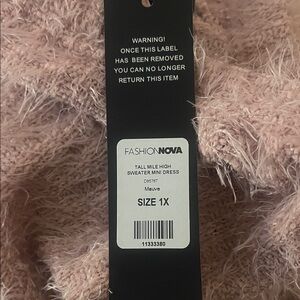 WARNING!
ONCE THIS LABEL
HAS BEEN REMOVED
YOU CAN NO LONGER
RETURN THIS ITEM
FASHIONNOVA
TALL MILE HIGH
SWEATER MINI DRESS
Mauve
SIZE 1X
11333380